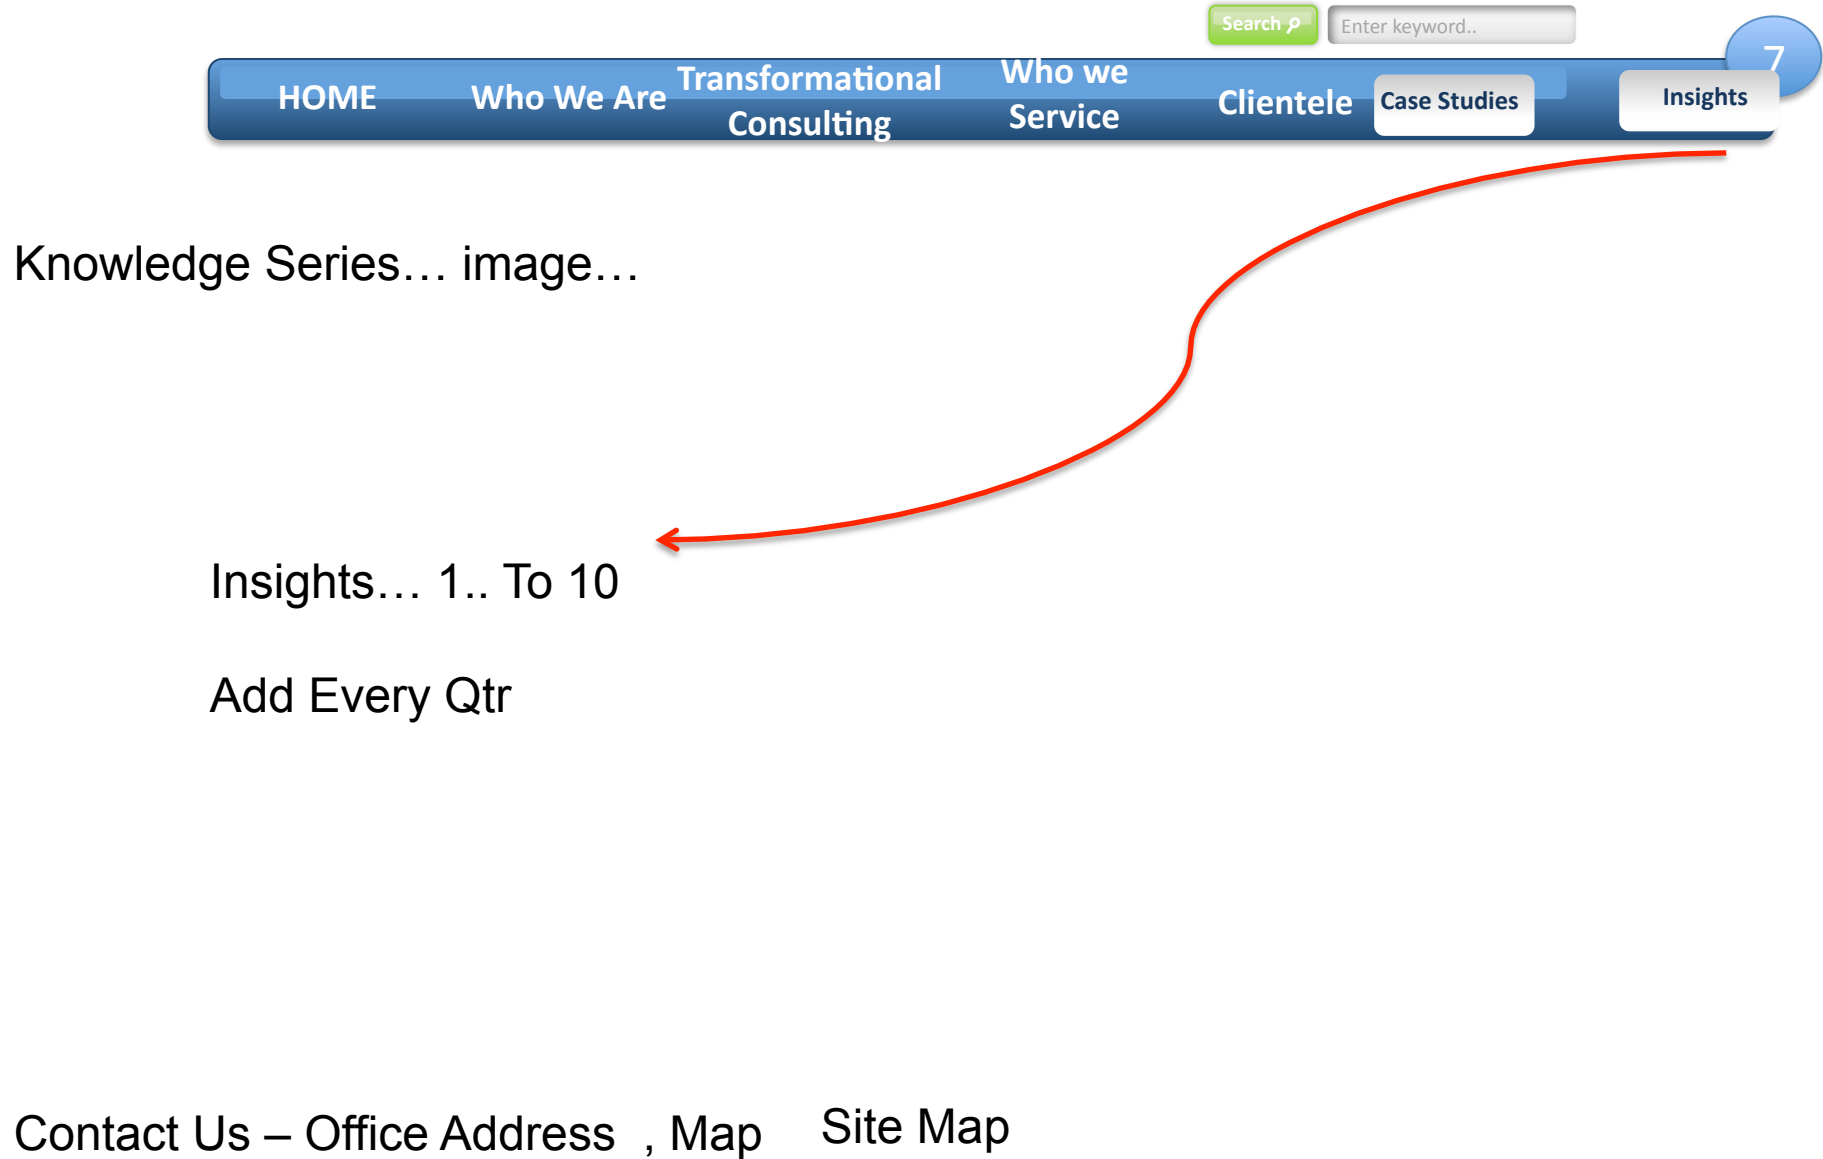 Search
Enter keyword..
7
HOME
Who We Are
Transformational
Consulting
Who we
Service
Clientele
Case Studies
Insights
Knowledge Series… image…
Insights… 1.. To 10
Add Every Qtr
Contact Us – Office Address , Map
Site Map